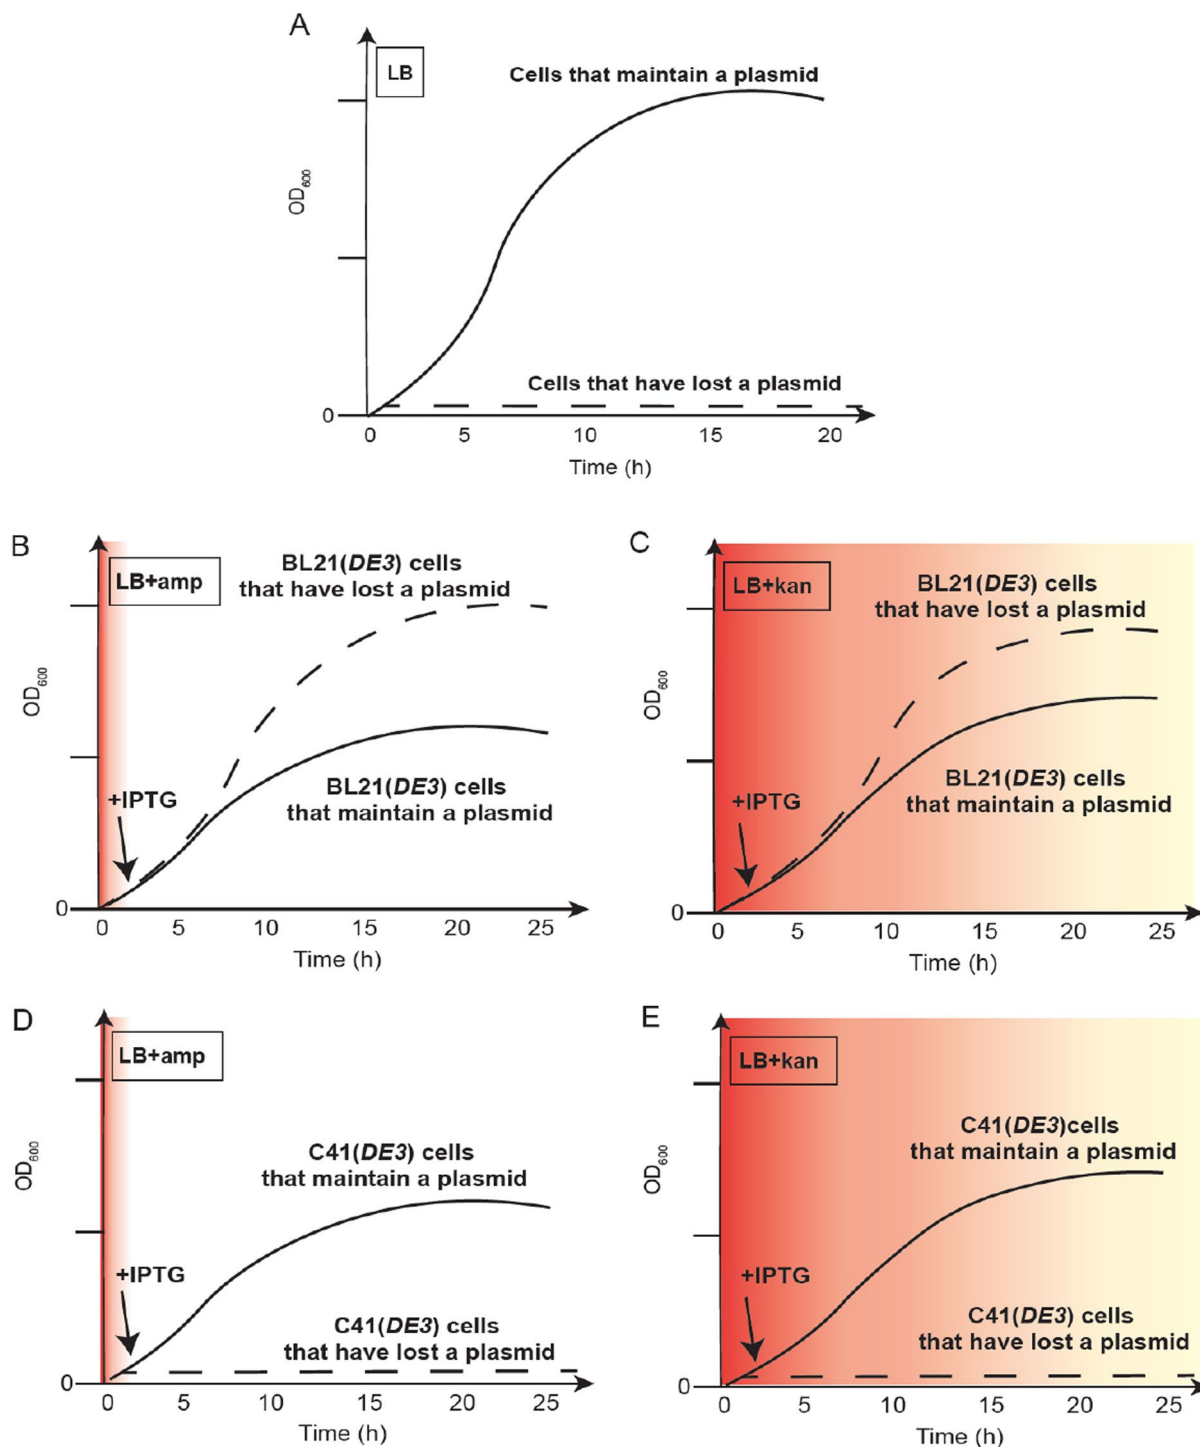 A
LB
Cells that maintain a plasmid
OD600
Cells that have lost a plasmid
0
0 5 10 15 20
Time (h)
B
LB+amp
BL21(DE3) cells
that have lost a plasmid
OD600
+IPTG
BL21(DE3) cells
that maintain a plasmid
0
0 5 10 15 20 25
Time (h)
C
LB+kan
BL21(DE3) cells
that have lost a plasmid
OD600
+IPTG
BL21(DE3) cells
that maintain a plasmid
0
0 5 10 15 20 25
Time (h)
D
LB+amp
C41(DE3) cells
that maintain a plasmid
OD600
+IPTG
C41(DE3) cells
that have lost a plasmid
0
0 5 10 15 20 25
Time (h)
E
LB+kan
C41(DE3)cells
that maintain a plasmid
OD600
+IPTG
C41(DE3) cells
that have lost a plasmid
0
0 5 10 15 20 25
Time (h)